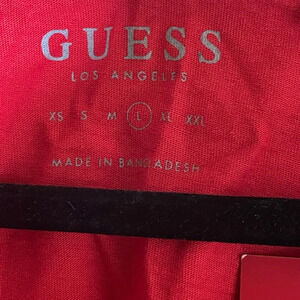 GUESS
LOS ANGELES
XS S M L XL XXL
MADE IN BANGLADESH